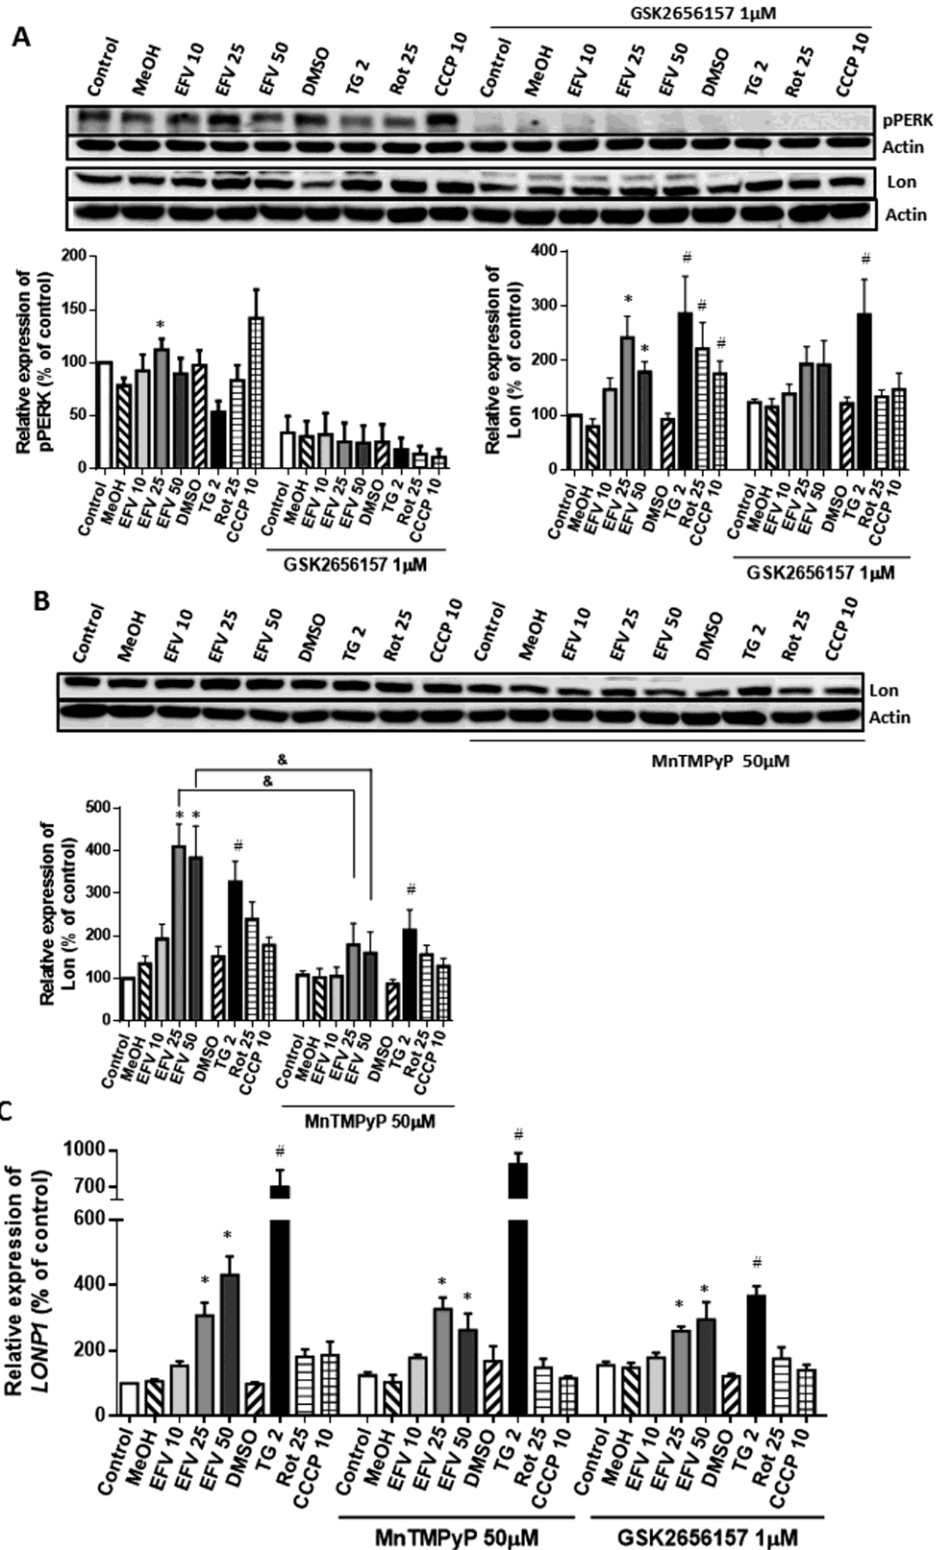 A
GSK2656157 1μM
Control MeOH EFV 10 EFV 25 EFV 50 DMSO TG 2 Rot 25 CCCP 10 Control MeOH EFV 10 EFV 25 EFV 50 DMSO TG 2 Rot 25 CCCP 10
pPERK
Actin
Lon
Actin
Relative expression of
pPERK (% of control)
200
150
100
50
0
*
Control MeOH EFV 10 EFV 25 EFV 50 DMSO TG 2 Rot 25 CCCP 10 Control MeOH EFV 10 EFV 25 EFV 50 DMSO TG 2 Rot 25 CCCP 10
GSK2656157 1μM
Relative expression of
Lon (% of control)
400
300
200
100
0
* * # # # #
Control MeOH EFV 10 EFV 25 EFV 50 DMSO TG 2 Rot 25 CCCP 10 Control MeOH EFV 10 EFV 25 EFV 50 DMSO TG 2 Rot 25 CCCP 10
GSK2656157 1μM
B
Control MeOH EFV 10 EFV 25 EFV 50 DMSO TG 2 Rot 25 CCCP 10 Control MeOH EFV 10 EFV 25 EFV 50 DMSO TG 2 Rot 25 CCCP 10
Lon
Actin
MnTMPyP 50μM
&
&
Relative expression of
Lon (% of control)
500
400
300
200
100
0
* * # #
Control MeOH EFV 10 EFV 25 EFV 50 DMSO TG 2 Rot 25 CCCP 10 Control MeOH EFV 10 EFV 25 EFV 50 DMSO TG 2 Rot 25 CCCP 10
MnTMPyP 50μM
C
Relative expression of
LONP1 (% of control)
1000
700
600
400
200
0
* * # * * # * * #
Control MeOH EFV 10 EFV 25 EFV 50 DMSO TG 2 Rot 25 CCCP 10 Control MeOH EFV 10 EFV 25 EFV 50 DMSO TG 2 Rot 25 CCCP 10 Control MeOH EFV 10 EFV 25 EFV 50 DMSO TG 2 Rot 25 CCCP 10
MnTMPyP 50μM GSK2656157 1μM